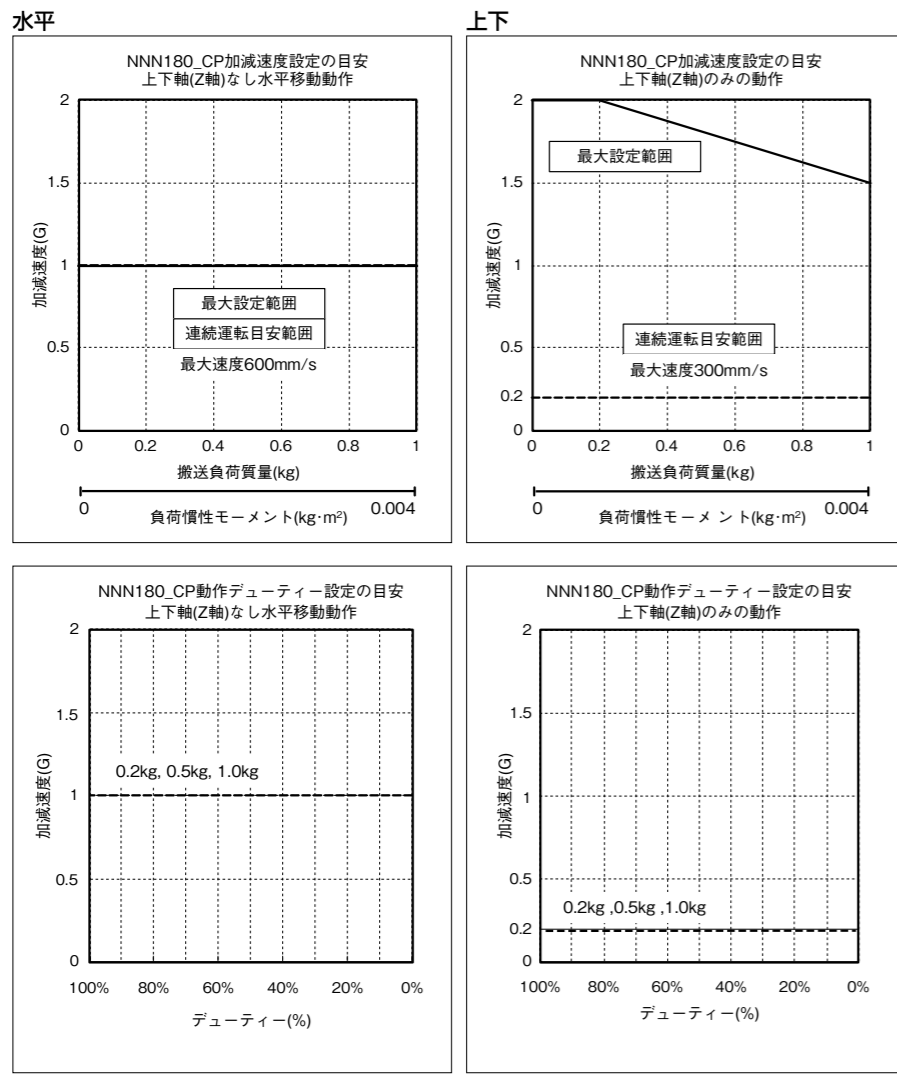 水平
NNN180_CP加減速度設定の目安
上下軸(Z軸)なし水平移動動作
2
1.5
1
0.5
0
加減速度(G)
最大設定範囲
連続運転目安範囲
最大速度600mm/s
0 0.2 0.4 0.6 0.8 1
搬送負荷質量(kg)
0 0.004
負荷慣性モーメント(kg·m²)
上下
NNN180_CP加減速度設定の目安
上下軸(Z軸)のみの動作
2
1.5
1
0.5
0.2
0
加減速度(G)
最大設定範囲
連続運転目安範囲
最大速度300mm/s
0 0.2 0.4 0.6 0.8 1
搬送負荷質量(kg)
0 0.004
負荷慣性モーメント(kg·m²)
NNN180_CP動作デューティー設定の目安
上下軸(Z軸)なし水平移動動作
2
1.5
1
0.5
0
加減速度(G)
0.2kg, 0.5kg, 1.0kg
100% 80% 60% 40% 20% 0%
デューティー(%)
NNN180_CP動作デューティー設定の目安
上下軸(Z軸)のみの動作
2
1.5
1
0.5
0.2
0
加減速度(G)
0.2kg ,0.5kg ,1.0kg
100% 80% 60% 40% 20% 0%
デューティー(%)